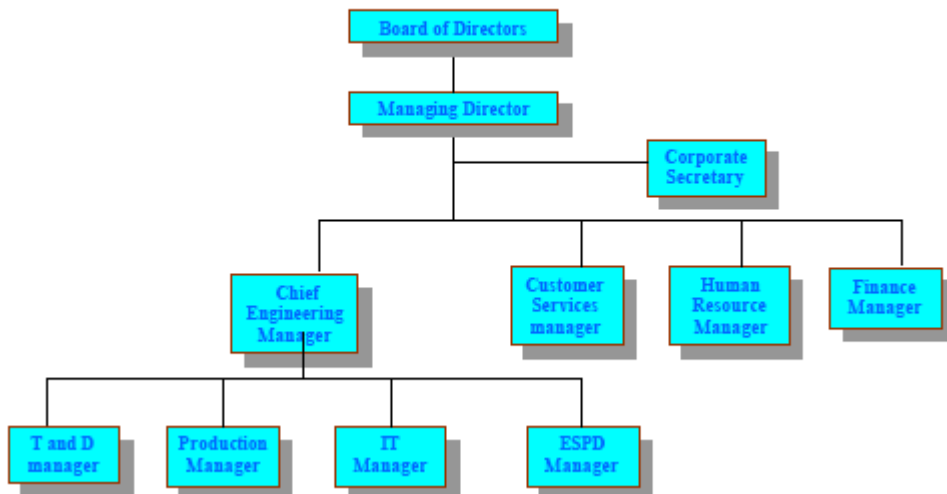 Board of Directors
Managing Director
Corporate
Secretary
Chief
Engineering
Manager
Customer
Services
manager
Human
Resource
Manager
Finance
Manager
T and D
manager
Production
Manager
IT
Manager
ESPD
Manager